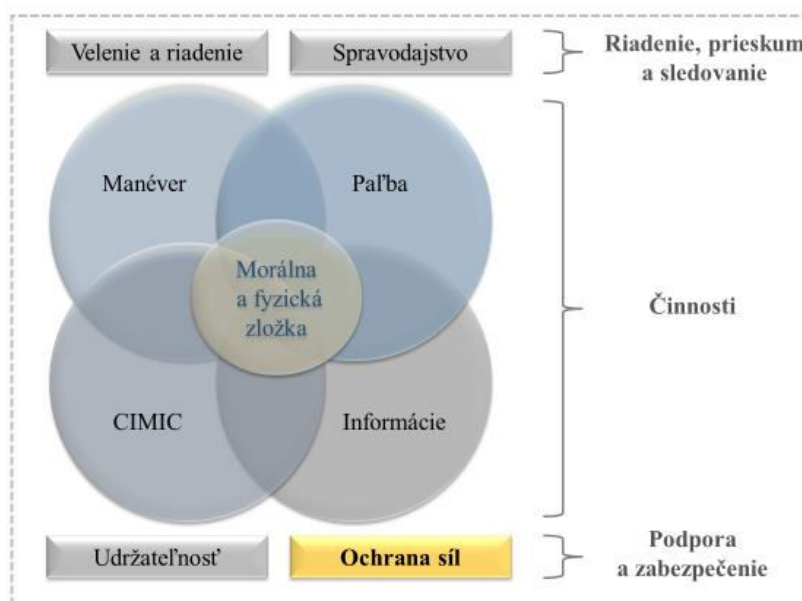 Velenie a riadenie
Spravodajstvo
Riadenie, prieskum
a sledovanie
Manéver
Paľba
Morálna
a fyzická
zložka
Činnosti
CIMIC
Informácie
Udržateľnosť
Ochrana síl
Podpora
a zabezpečenie